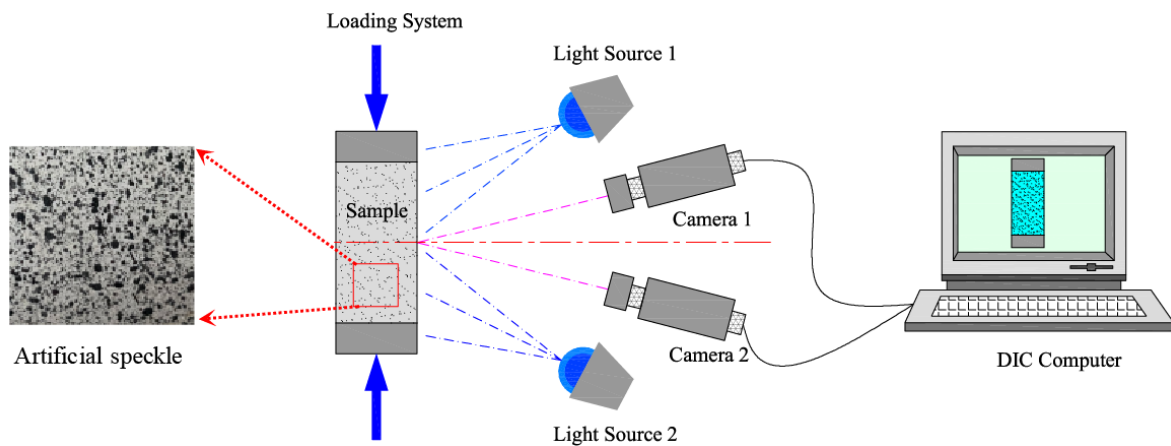 Loading System
Light Source 1
Sample
Camera 1
Artificial speckle
Camera 2
DIC Computer
Light Source 2